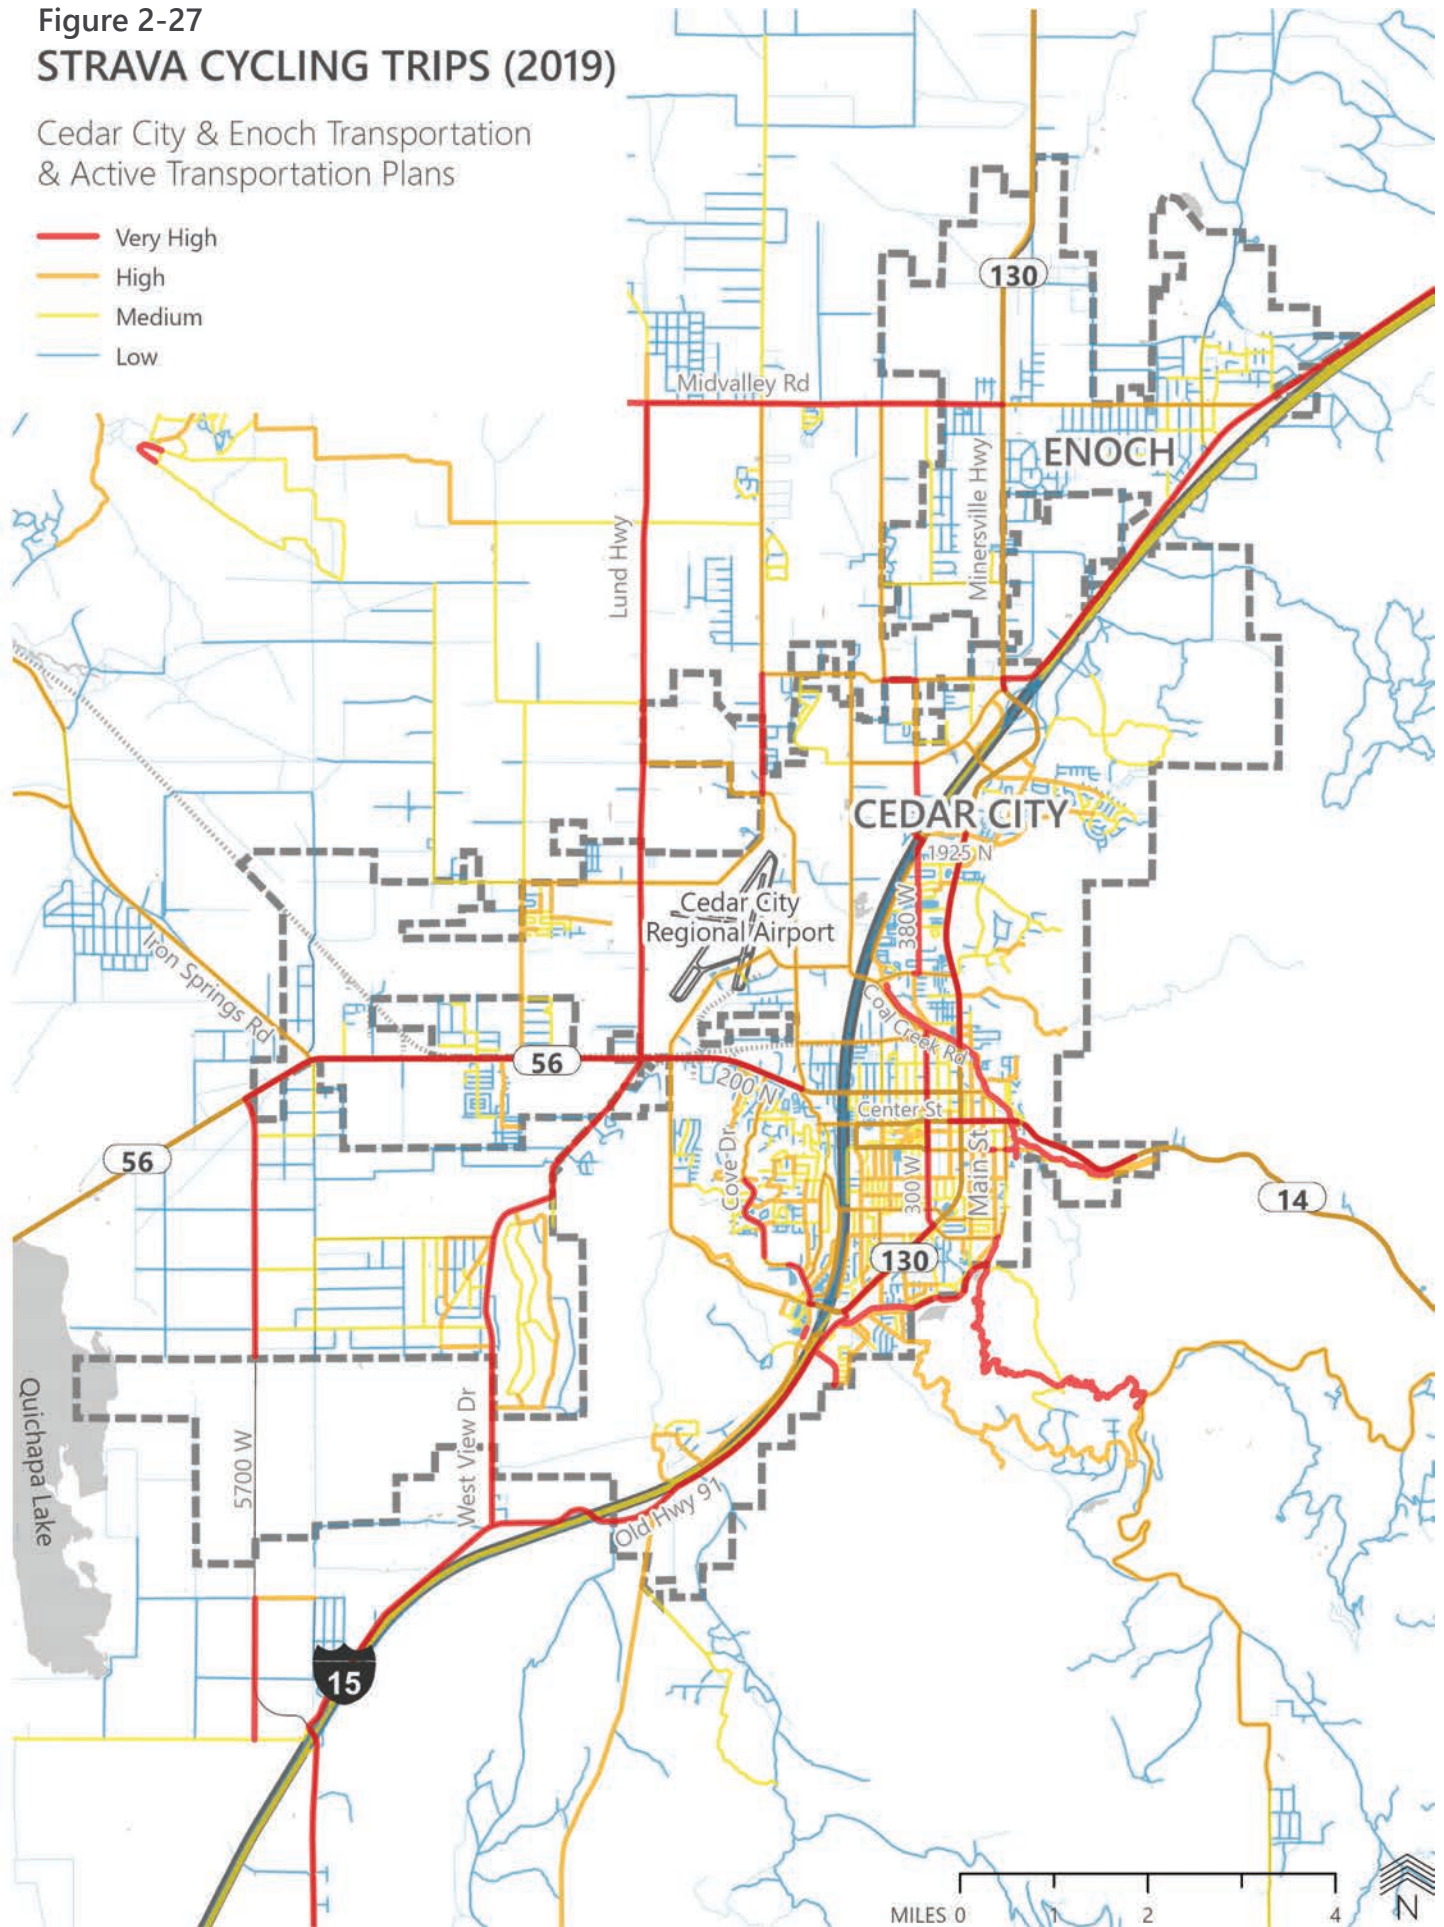 Figure 2-27
STRAVA CYCLING TRIPS (2019)
Cedar City & Enoch Transportation
& Active Transportation Plans
Very High
High
Medium
Low
130
Midvalley Rd
ENOCH
Minersville Hwy
Lund Hwy
CEDAR CITY
1925 N
380 W
Cedar City
Regional Airport
Iron Springs Rd
Coal Creek Rd
56
200 N
Center St
56
Cove Dr
300 W
Main St
14
130
Quichapa Lake
5700 W
West View Dr
Old Hwy 91
15
MILES 0 1 2 4
N